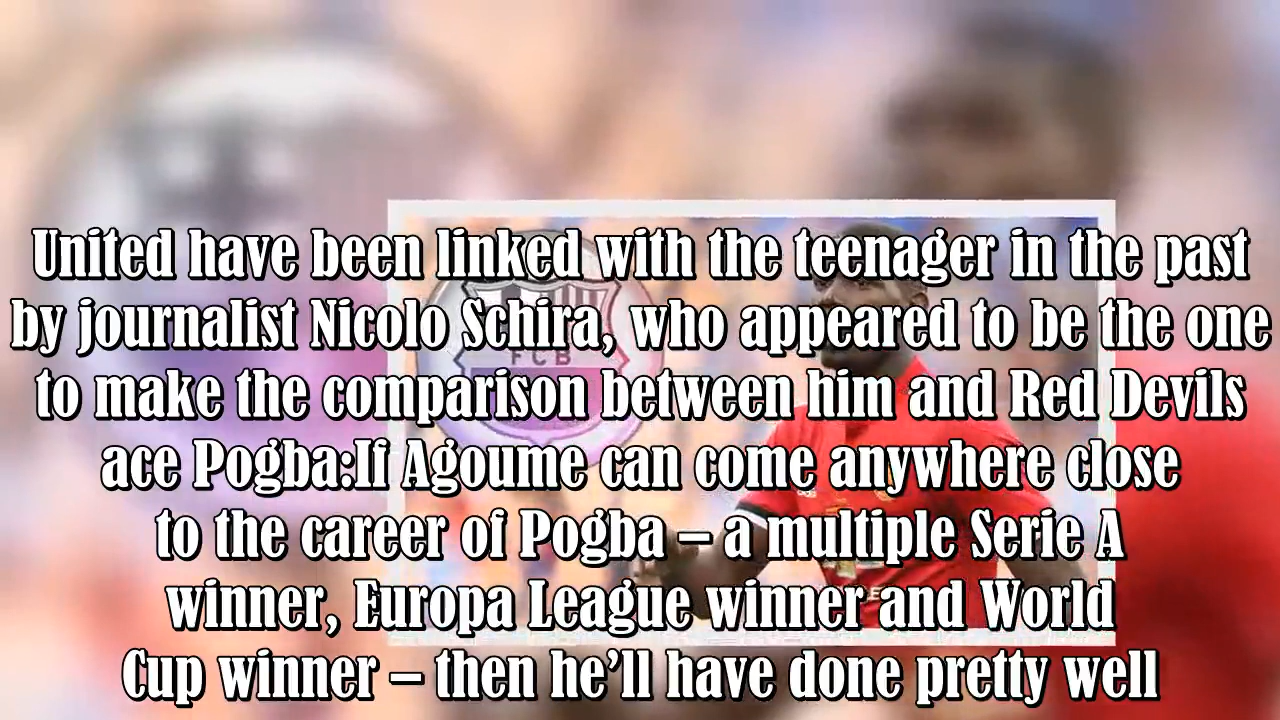 United have been linked with the teenager in the past
by journalist Nicolo Schira, who appeared to be the one
to make the comparison between him and Red Devils
ace Pogba:If Agoume can come anywhere close
to the career of Pogba – a multiple Serie A
winner, Europa League winner and World
Cup winner – then he’ll have done pretty well
FCB